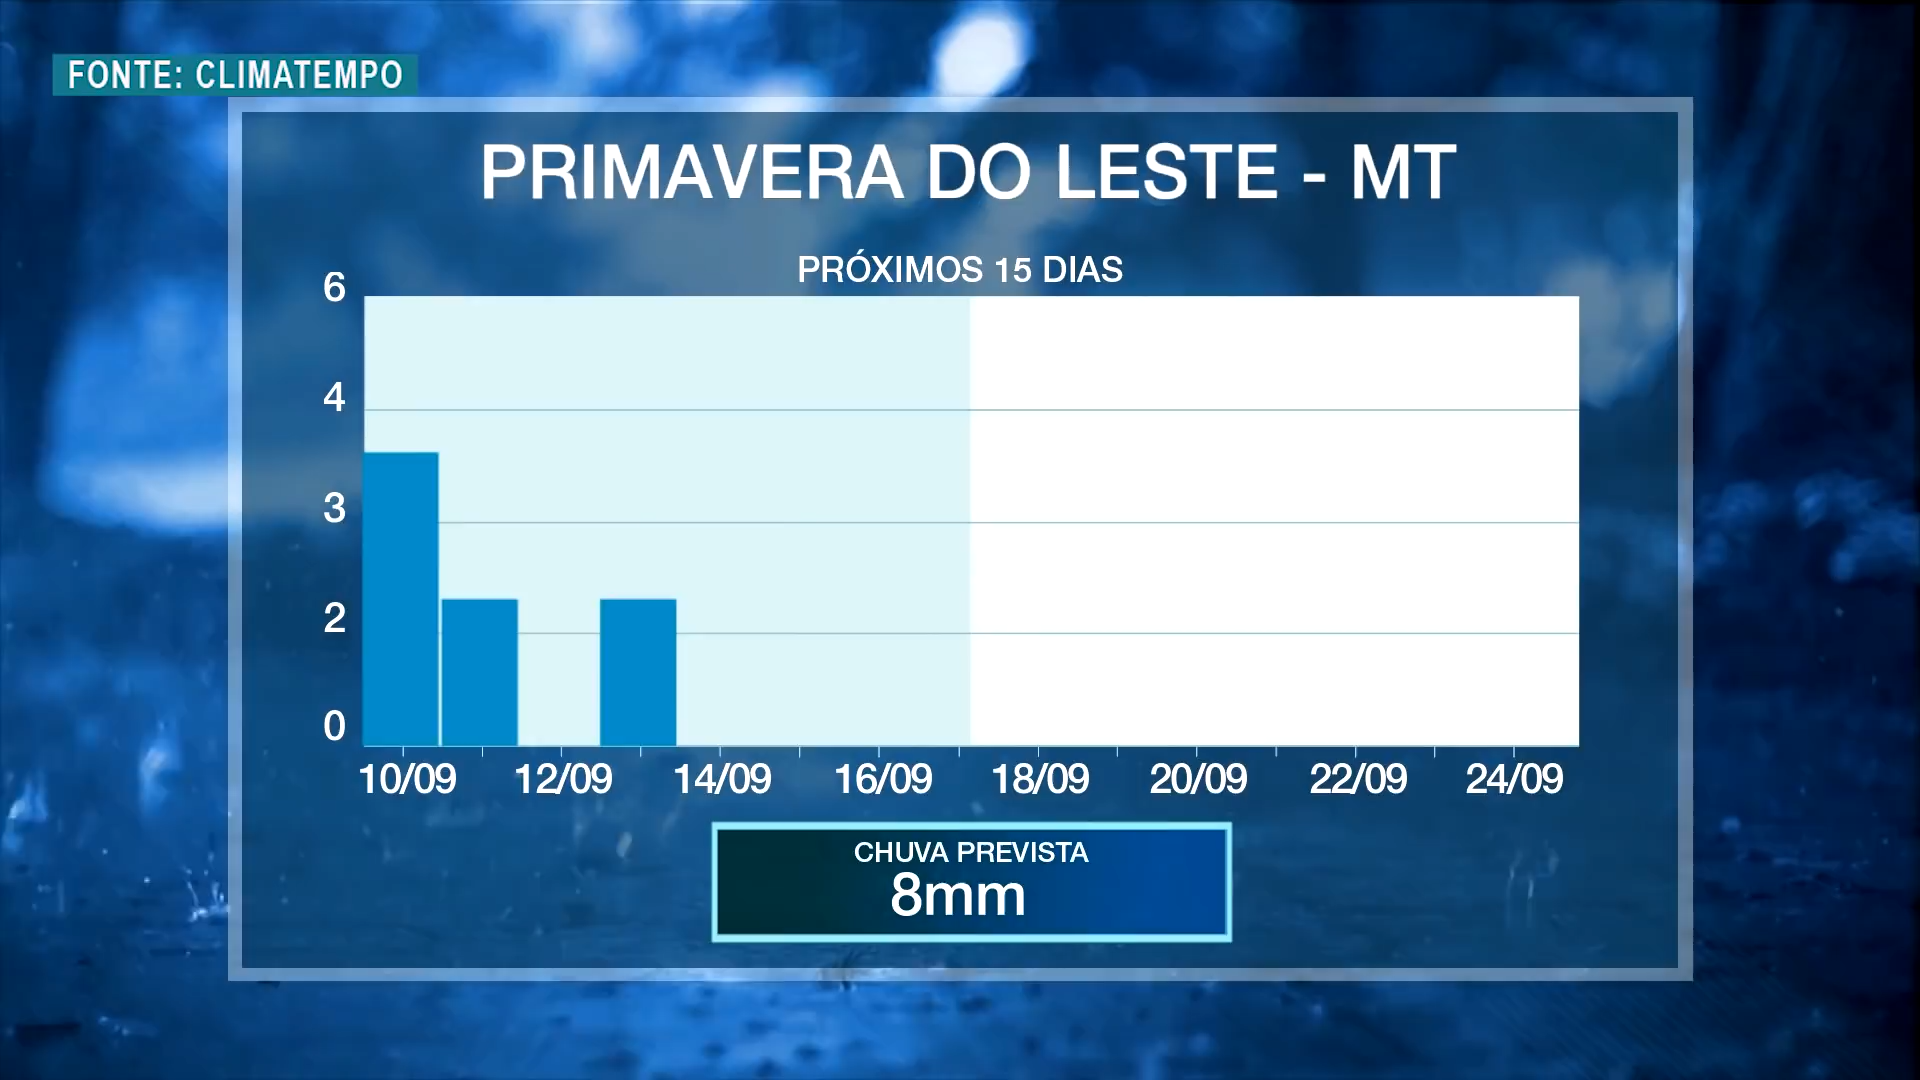 FONTE: CLIMATEMPO
PRIMAVERA DO LESTE - MT
PRÓXIMOS 15 DIAS
6
4
3
2
0
10/09 12/09 14/09 16/09 18/09 20/09 22/09 24/09
CHUVA PREVISTA
8mm